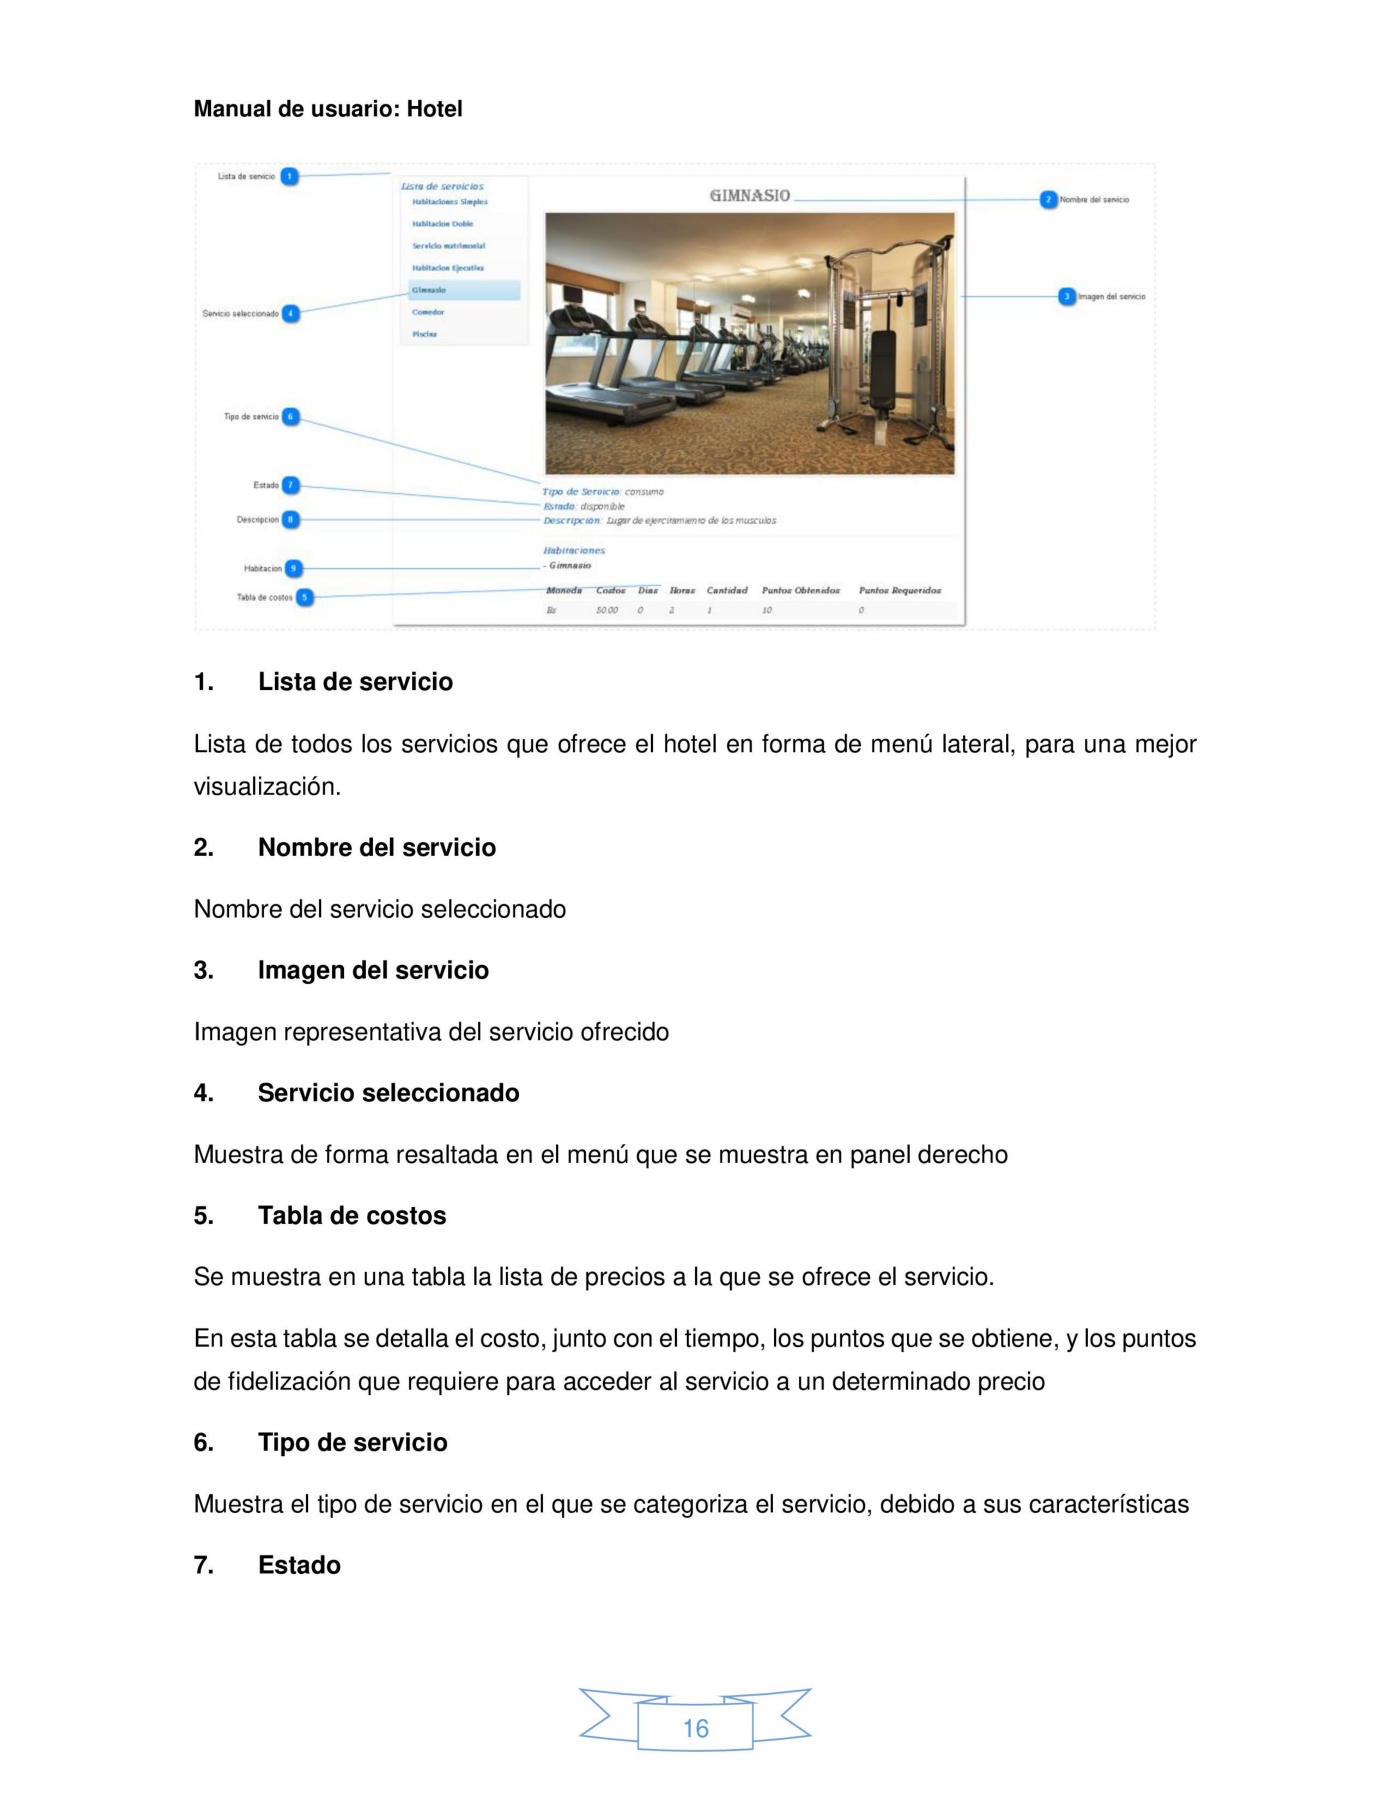 Manual de usuario: Hotel
Lista de servicio 1
Lista de servicios
Habitaciones Simples
Habitacion Doble
Servicio matrimonial
Habitacion Ejecutiva
Gimnasio
Comedor
Piscina
GIMNASIO
2 Nombre del servicio
3 Imagen del servicio
Servicio seleccionado 4
Tipo de servicio 6
Estado 7
Descripcion 8
Habitacion 9
Tabla de costos 5
Tipo de Servicio: consumo
Estado: disponible
Descripción: Lugar de ejercitamiento de los musculos
Habitaciones
- Gimnasio
Moneda Costos Dias Horas Cantidad Puntos Obtenidos Puntos Requeridos
Bs 50.00 0 2 1 10 0
1. Lista de servicio
Lista de todos los servicios que ofrece el hotel en forma de menú lateral, para una mejor
visualización.
2. Nombre del servicio
Nombre del servicio seleccionado
3. Imagen del servicio
Imagen representativa del servicio ofrecido
4. Servicio seleccionado
Muestra de forma resaltada en el menú que se muestra en panel derecho
5. Tabla de costos
Se muestra en una tabla la lista de precios a la que se ofrece el servicio.
En esta tabla se detalla el costo, junto con el tiempo, los puntos que se obtiene, y los puntos
de fidelización que requiere para acceder al servicio a un determinado precio
6. Tipo de servicio
Muestra el tipo de servicio en el que se categoriza el servicio, debido a sus características
7. Estado
16